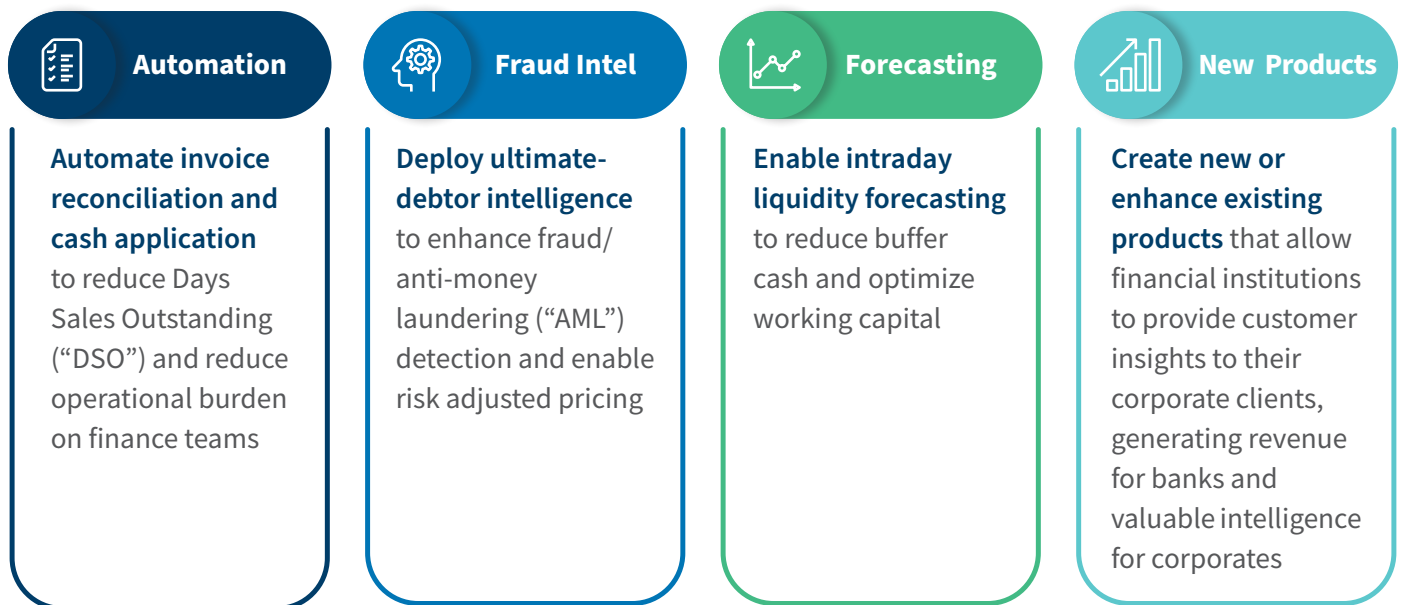 Automation
Automate invoice
reconciliation and
cash application
to reduce Days
Sales Outstanding
(“DSO”) and reduce
operational burden
on finance teams
Fraud Intel
Deploy ultimate-
debtor intelligence
to enhance fraud/
anti-money
laundering (“AML”)
detection and enable
risk adjusted pricing
Forecasting
Enable intraday
liquidity forecasting
to reduce buffer
cash and optimize
working capital
New Products
Create new or
enhance existing
products that allow
financial institutions
to provide customer
insights to their
corporate clients,
generating revenue
for banks and
valuable intelligence
for corporates